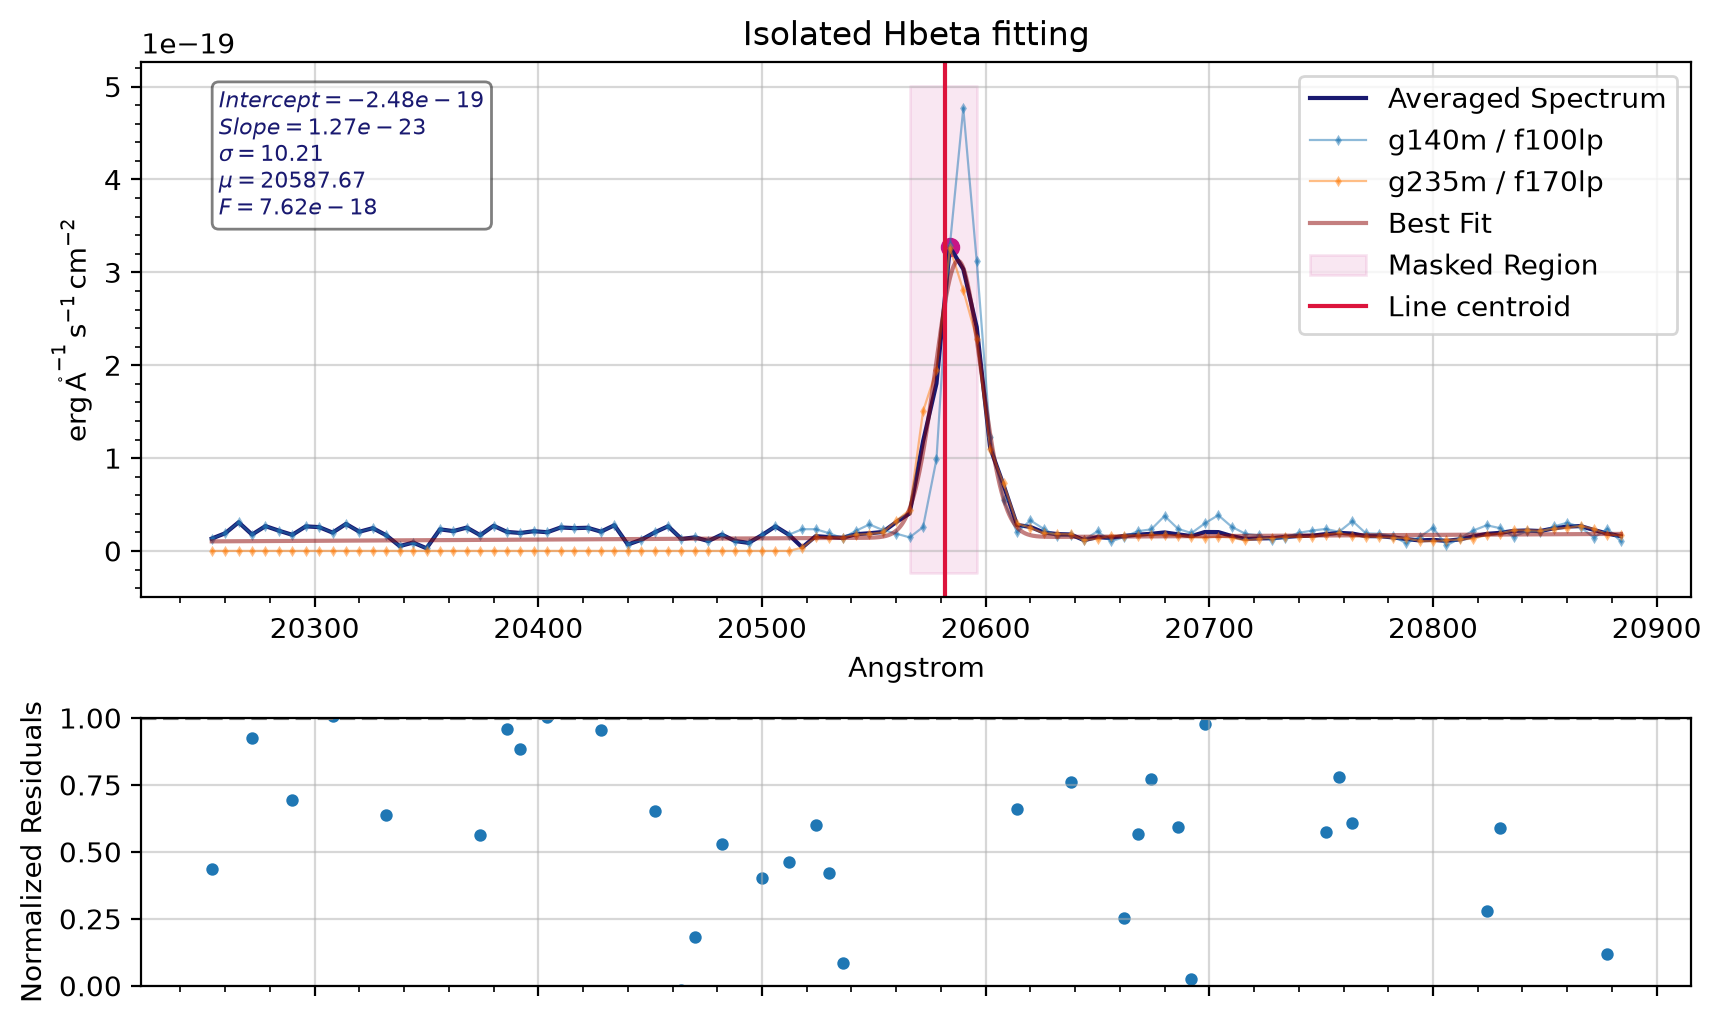 Isolated Hbeta fitting
1e−19
5
4
3
2
1
0
erg Å⁻¹ s⁻¹ cm⁻²
Intercept = −2.48e − 19
Slope = 1.27e − 23
σ = 10.21
μ = 20587.67
F = 7.62e − 18
Averaged Spectrum
g140m / f100lp
g235m / f170lp
Best Fit
Masked Region
Line centroid
20300 20400 20500 20600 20700 20800 20900
Angstrom
Normalized Residuals
1.00
0.75
0.50
0.25
0.00